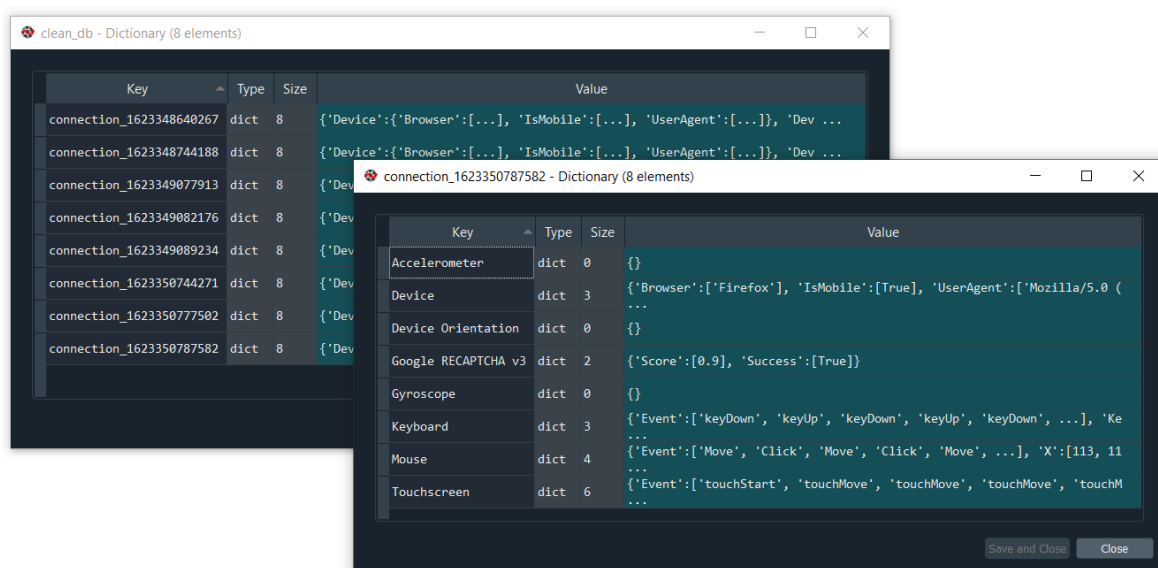 clean_db - Dictionary (8 elements)
Key Type Size Value
connection_1623348640267 dict 8 {'Device':{'Browser':[...], 'IsMobile':[...], 'UserAgent':[...]}, 'Dev ...
connection_1623348744188 dict 8 {'Device':{'Browser':[...], 'IsMobile':[...], 'UserAgent':[...]}, 'Dev ...
connection_1623349077913 dict 8 {'Dev
connection_1623349082176 dict 8 {'Dev
connection_1623349089234 dict 8 {'Dev
connection_1623350744271 dict 8 {'Dev
connection_1623350777502 dict 8 {'Dev
connection_1623350787582 dict 8 {'Dev
connection_1623350787582 - Dictionary (8 elements)
Key Type Size Value
Accelerometer dict 0 {}
Device dict 3 {'Browser':['Firefox'], 'IsMobile':[True], 'UserAgent':['Mozilla/5.0 (
...
Device Orientation dict 0 {}
Google RECAPTCHA v3 dict 2 {'Score':[0.9], 'Success':[True]}
Gyroscope dict 0 {}
Keyboard dict 3 {'Event':['keyDown', 'keyUp', 'keyDown', 'keyUp', 'keyDown', ...], 'Ke
...
Mouse dict 4 {'Event':['Move', 'Click', 'Move', 'Click', 'Move', ...], 'X':[113, 11
...
Touchscreen dict 6 {'Event':['touchStart', 'touchMove', 'touchMove', 'touchMove', 'touchM
...
Save and Close Close